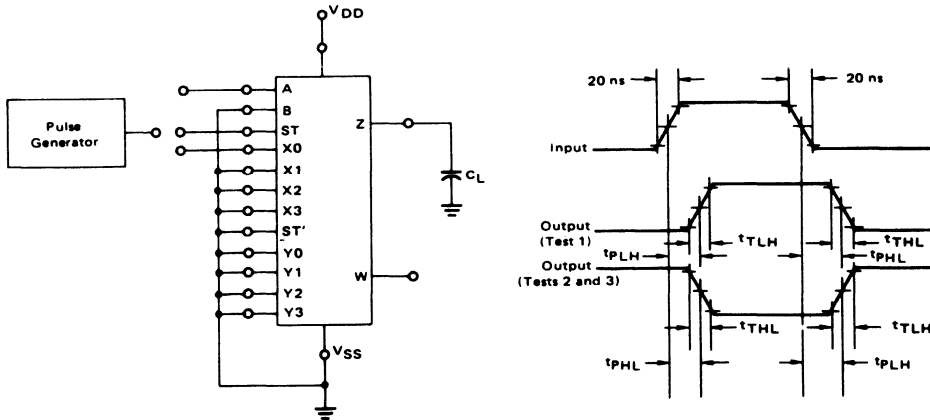 VDD
Pulse
Generator
A
B
ST
X0
X1
X2
X3
ST'
Y0
Y1
Y2
Y3
Z
W
CL
VSS
20 ns
20 ns
Input
Output
(Test 1)
tTLH
tTHL
tPLH
tPHL
Output
(Tests 2 and 3)
tTHL
tTLH
tPHL
tPLH